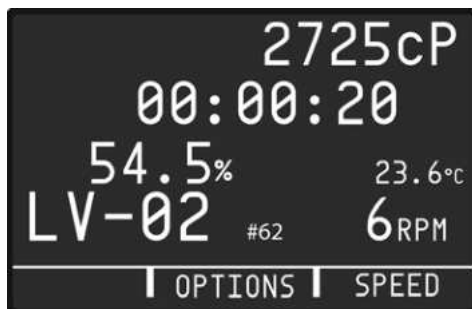 2725cP
00:00:20
54.5% 23.6°C
LV-02 #62 6RPM
OPTIONS SPEED